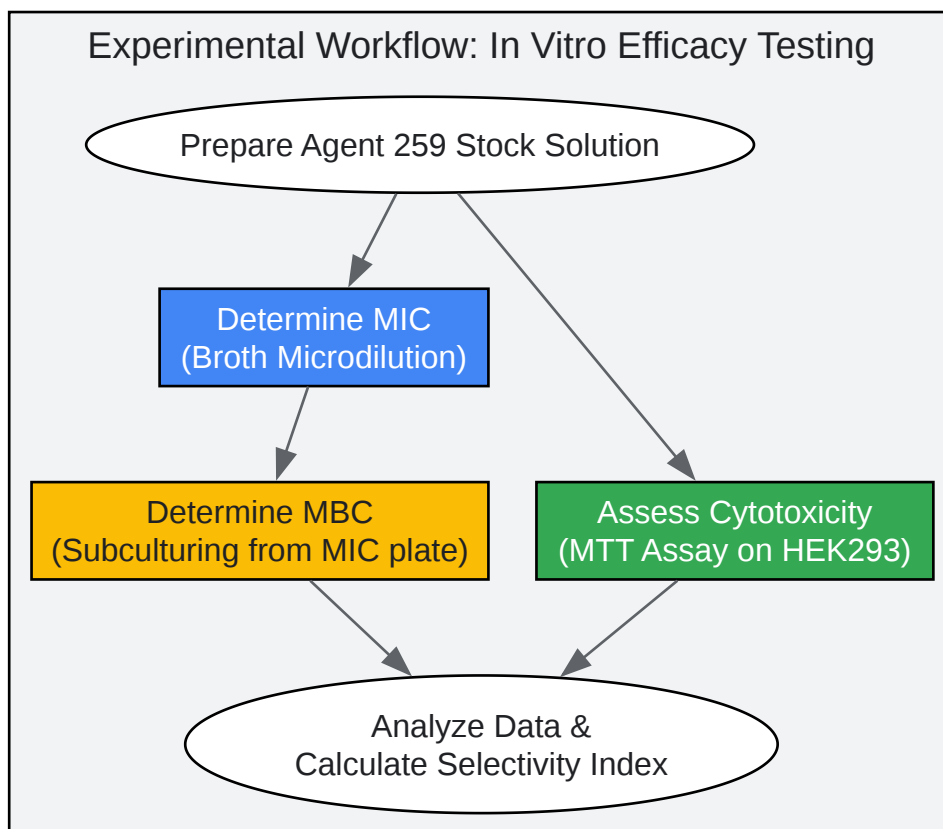 Experimental Workflow: In Vitro Efficacy Testing
Prepare Agent 259 Stock Solution
Determine MIC
(Broth Microdilution)
Determine MBC
(Subculturing from MIC plate)
Assess Cytotoxicity
(MTT Assay on HEK293)
Analyze Data &
Calculate Selectivity Index